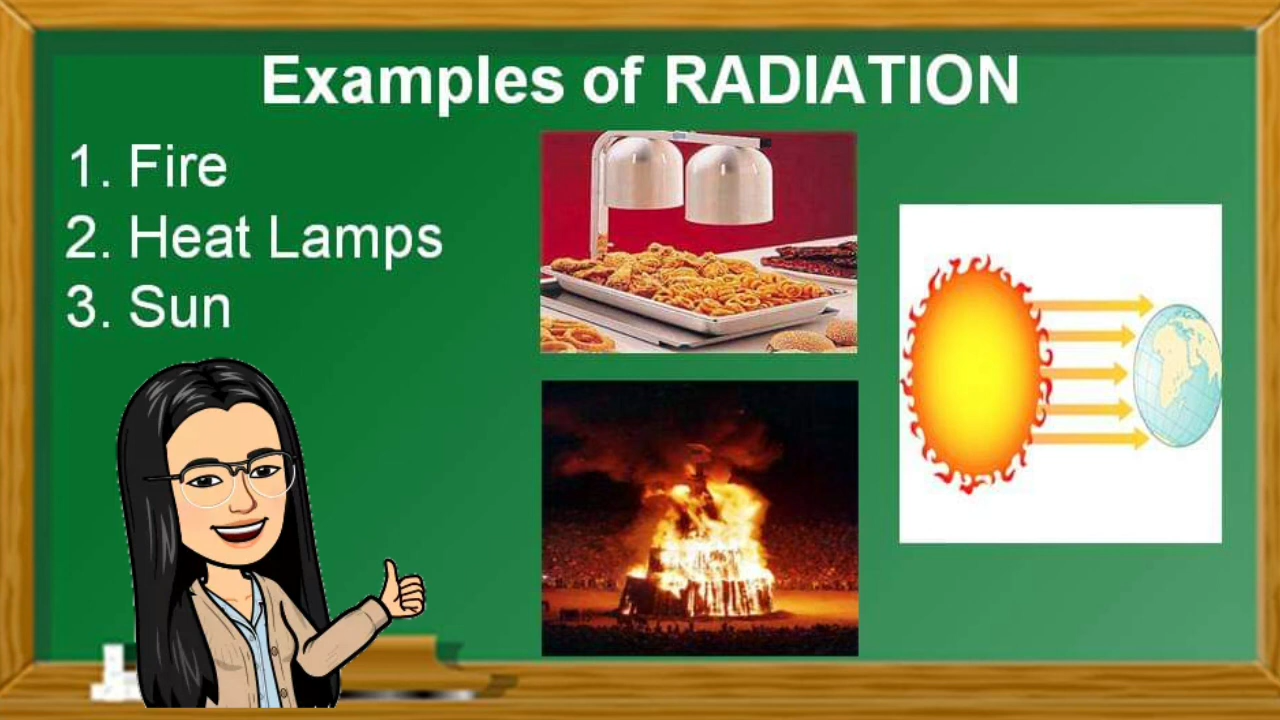 Examples of RADIATION
1. Fire
2. Heat Lamps
3. Sun